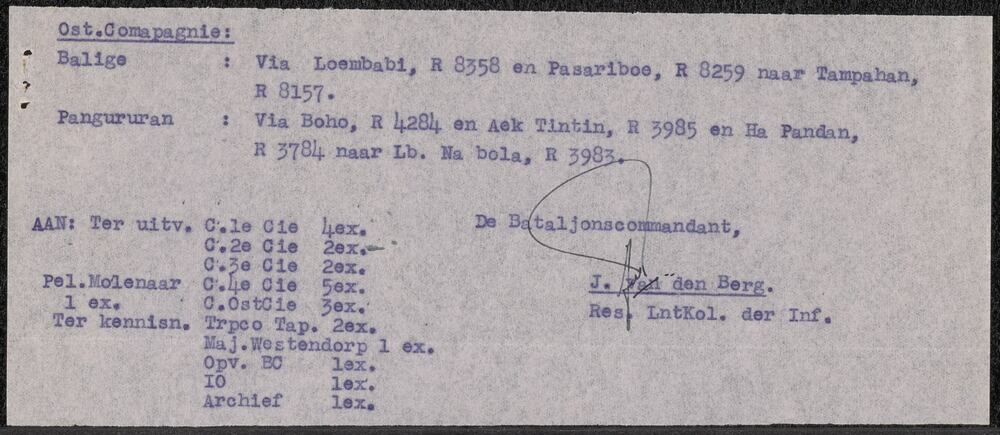 Ost.Comapagnie:
Balige : Via Loembabi, R 8358 en Pasariboe, R 8259 naar Tampahan,
R 8157.
Pangururan : Via Boho, R 4284 en Aek Tintin, R 3985 en Ha Pandan,
R 3784 naar Lb. Na bola, R 3983.
AAN: Ter uitv. C.1e Cie 4ex.
C.2e Cie 2ex.
C.3e Cie 2ex.
Pel.Molenaar C.4e Cie 5ex.
1 ex. C.OstCie 3ex.
Ter kennisn. Trpco Tap. 2ex.
Maj.Westendorp 1 ex.
Opv. BC 1ex.
IO 1ex.
Archief 1ex.
De Bataljonscommandant,
J. van den Berg.
Res. LntKol. der Inf.